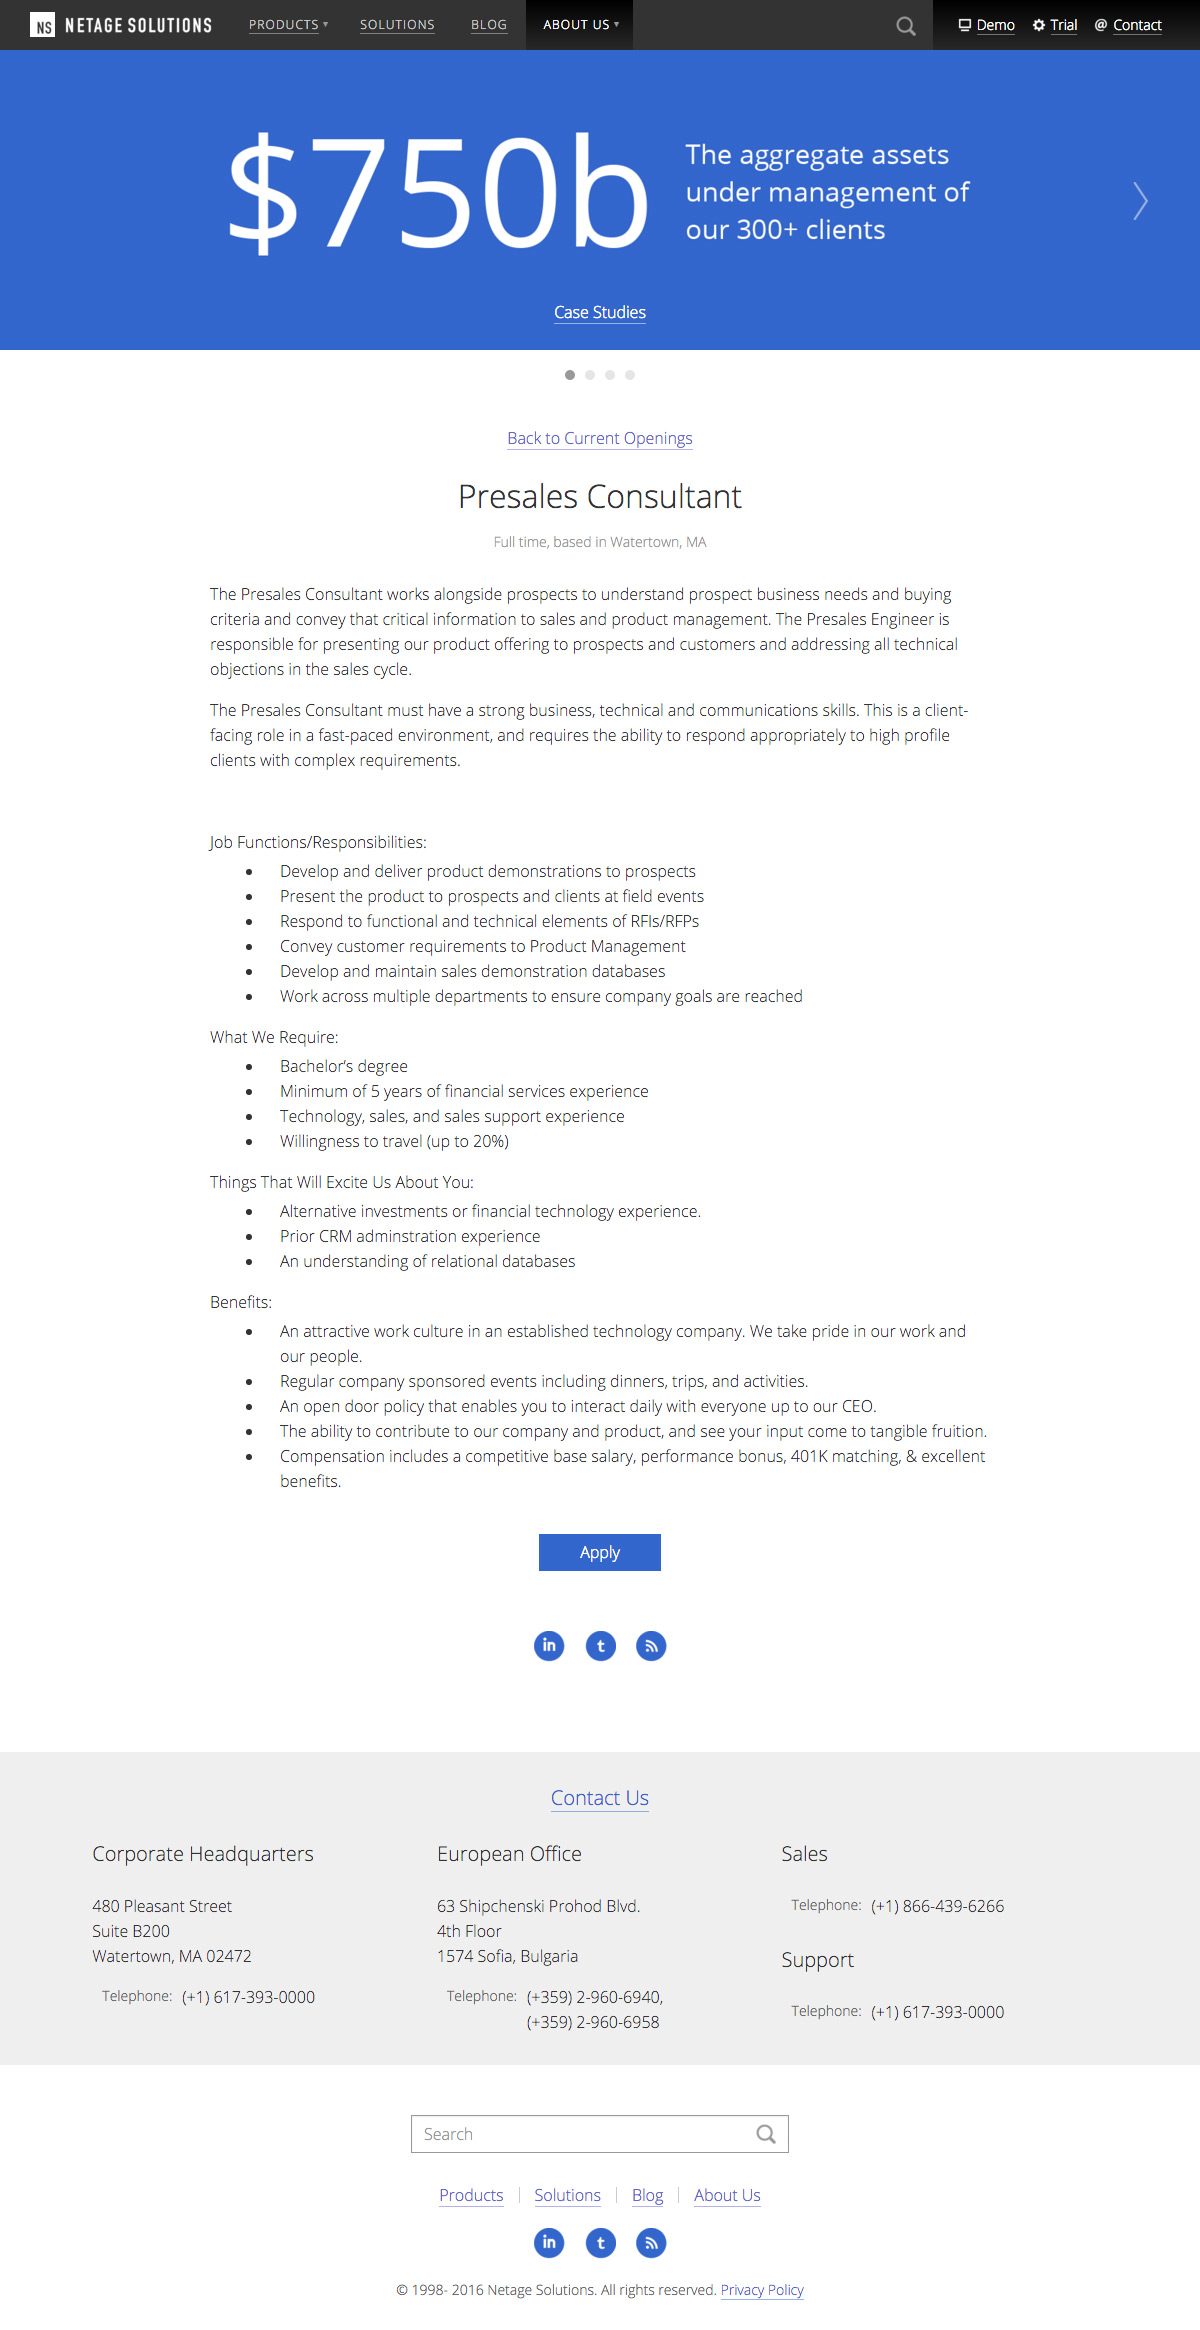 NS NETAGE SOLUTIONS PRODUCTS SOLUTIONS BLOG ABOUT US Demo Trial @ Contact
$750b
The aggregate assets
under management of
our 300+ clients
Case Studies
Back to Current Openings
Presales Consultant
Full time, based in Watertown, MA
The Presales Consultant works alongside prospects to understand prospect business needs and buying
criteria and convey that critical information to sales and product management. The Presales Engineer is
responsible for presenting our product offering to prospects and customers and addressing all technical
objections in the sales cycle.
The Presales Consultant must have a strong business, technical and communications skills. This is a client-
facing role in a fast-paced environment, and requires the ability to respond appropriately to high profile
clients with complex requirements.
Job Functions/Responsibilities:
• Develop and deliver product demonstrations to prospects
• Present the product to prospects and clients at field events
• Respond to functional and technical elements of RFIs/RFPs
• Convey customer requirements to Product Management
• Develop and maintain sales demonstration databases
• Work across multiple departments to ensure company goals are reached
What We Require:
• Bachelor’s degree
• Minimum of 5 years of financial services experience
• Technology, sales, and sales support experience
• Willingness to travel (up to 20%)
Things That Will Excite Us About You:
• Alternative investments or financial technology experience.
• Prior CRM adminstration experience
• An understanding of relational databases
Benefits:
• An attractive work culture in an established technology company. We take pride in our work and
our people.
• Regular company sponsored events including dinners, trips, and activities.
• An open door policy that enables you to interact daily with everyone up to our CEO.
• The ability to contribute to our company and product, and see your input come to tangible fruition.
• Compensation includes a competitive base salary, performance bonus, 401K matching, & excellent
benefits.
Apply
in t
Contact Us
Corporate Headquarters
480 Pleasant Street
Suite B200
Watertown, MA 02472
Telephone: (+1) 617-393-0000
European Office
63 Shipchenski Prohod Blvd.
4th Floor
1574 Sofia, Bulgaria
Telephone: (+359) 2-960-6940,
(+359) 2-960-6958
Sales
Telephone: (+1) 866-439-6266
Support
Telephone: (+1) 617-393-0000
Search
Products Solutions Blog About Us
in t
© 1998- 2016 Netage Solutions. All rights reserved. Privacy Policy